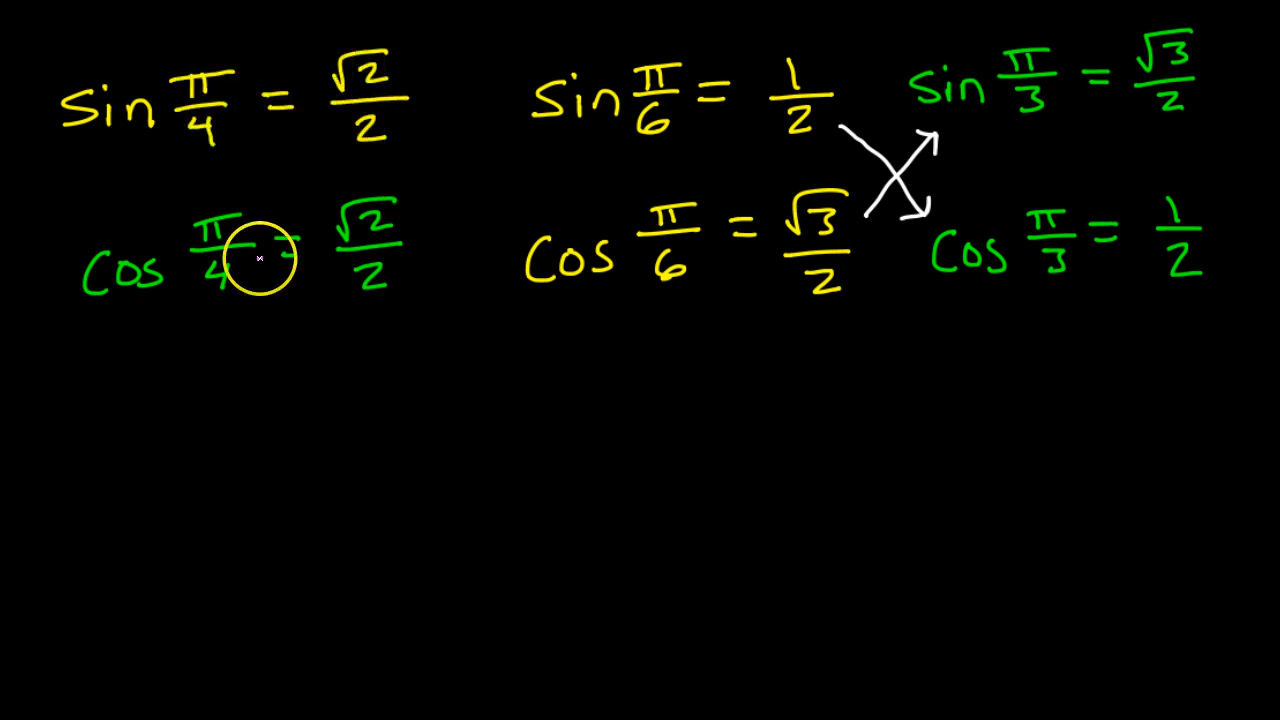 sin π/4 = √2/2 sin π/6 = 1/2 sin π/3 = √3/2
cos π/4 = √2/2 cos π/6 = √3/2 cos π/3 = 1/2